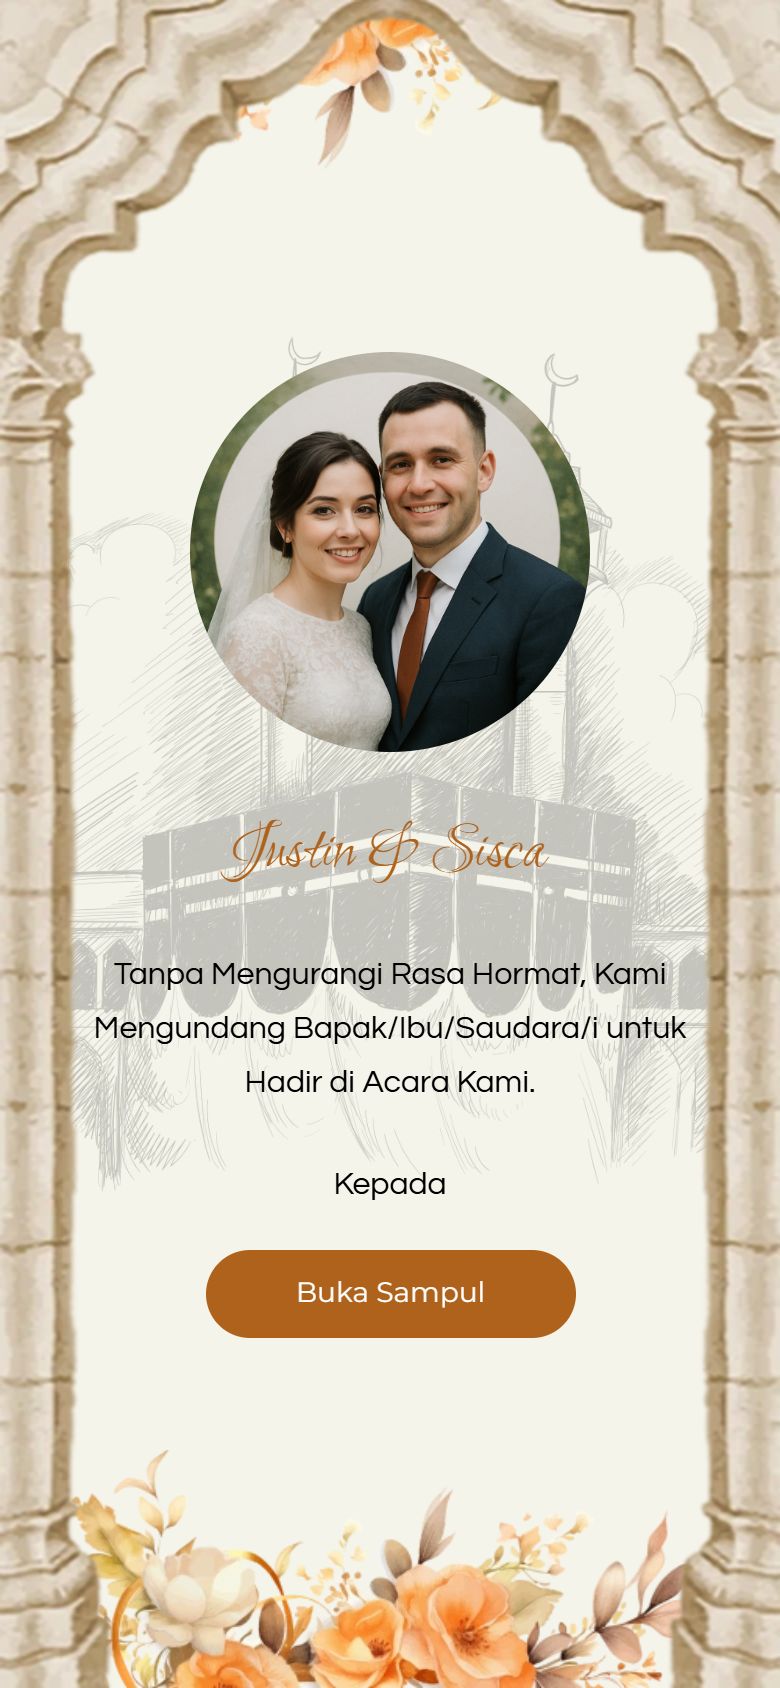 Justin & Sisca
Tanpa Mengurangi Rasa Hormat, Kami
Mengundang Bapak/Ibu/Saudara/i untuk
Hadir di Acara Kami.
Kepada
Buka Sampul